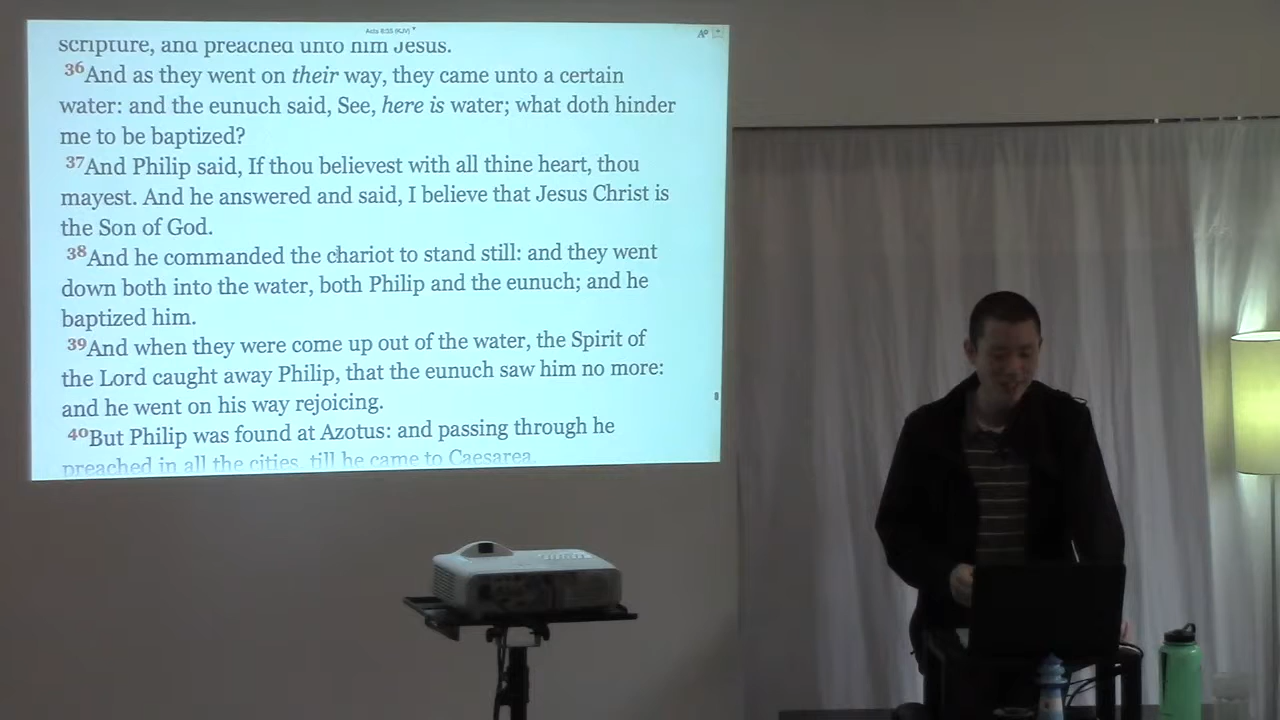 Acts 8:35 (KJV)
scripture, and preached unto him Jesus.
36And as they went on their way, they came unto a certain
water: and the eunuch said, See, here is water; what doth hinder
me to be baptized?
37And Philip said, If thou believest with all thine heart, thou
mayest. And he answered and said, I believe that Jesus Christ is
the Son of God.
38And he commanded the chariot to stand still: and they went
down both into the water, both Philip and the eunuch; and he
baptized him.
39And when they were come up out of the water, the Spirit of
the Lord caught away Philip, that the eunuch saw him no more:
and he went on his way rejoicing.
40But Philip was found at Azotus: and passing through he
preached in all the cities, till he came to Caesarea.